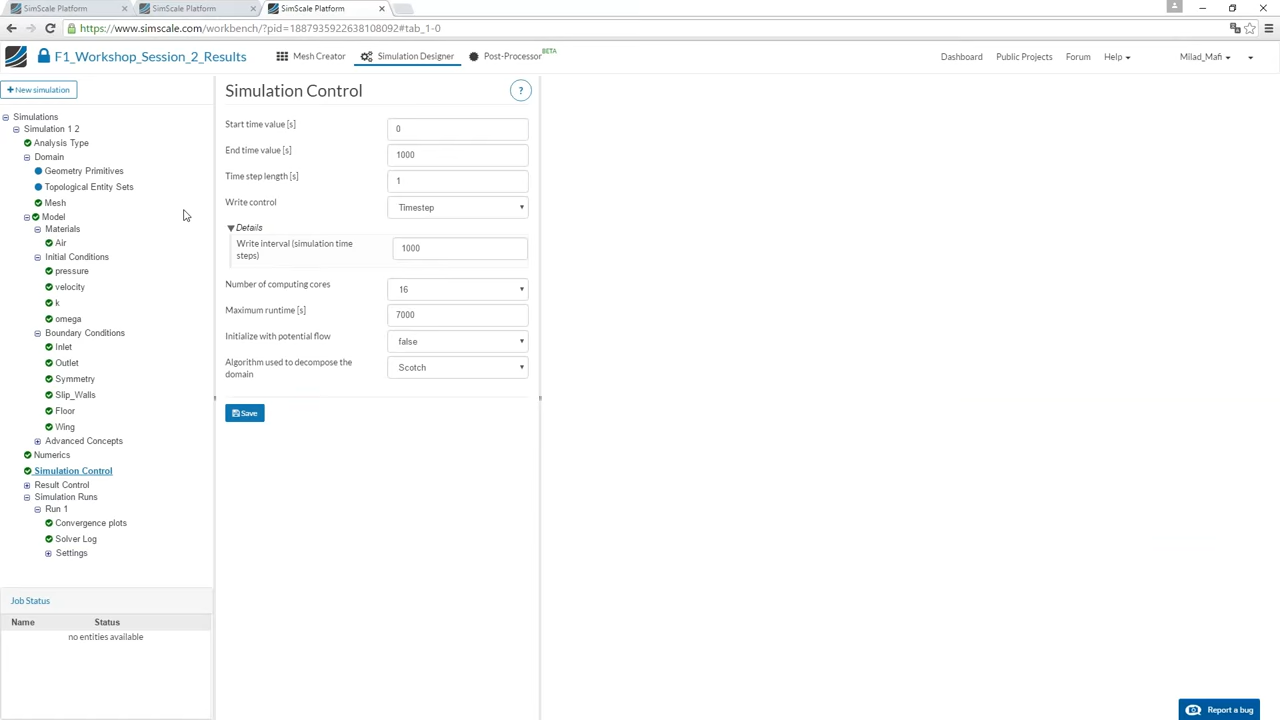 SimScale Platform
SimScale Platform
SimScale Platform
https://www.simscale.com/workbench/?pid=1887935922638108092#tab_1-0
F1_Workshop_Session_2_Results
Mesh Creator
Simulation Designer
Post-Processor BETA
Dashboard
Public Projects
Forum
Help
Milad_Mafi
New simulation
Simulations
Simulation 1 2
Analysis Type
Domain
Geometry Primitives
Topological Entity Sets
Mesh
Model
Materials
Air
Initial Conditions
pressure
velocity
k
omega
Boundary Conditions
Inlet
Outlet
Symmetry
Slip_Walls
Floor
Wing
Advanced Concepts
Numerics
Simulation Control
Result Control
Simulation Runs
Run 1
Convergence plots
Solver Log
Settings
Job Status
Name Status
no entities available
Simulation Control
?
Start time value [s] 0
End time value [s] 1000
Time step length [s] 1
Write control Timestep
Details
Write interval (simulation time
steps)
1000
Number of computing cores 16
Maximum runtime [s] 7000
Initialize with potential flow false
Algorithm used to decompose the
domain
Scotch
Save
Report a bug